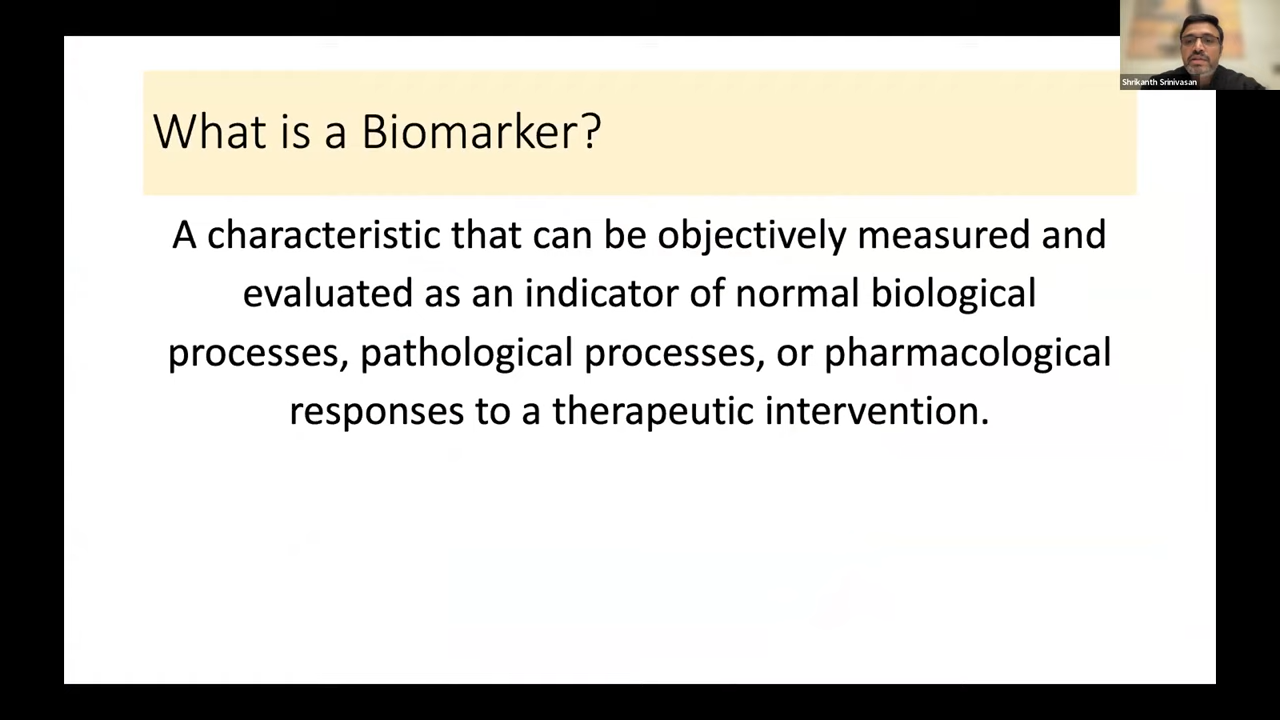 Shrikanth Srinivasan
What is a Biomarker?
A characteristic that can be objectively measured and
evaluated as an indicator of normal biological
processes, pathological processes, or pharmacological
responses to a therapeutic intervention.